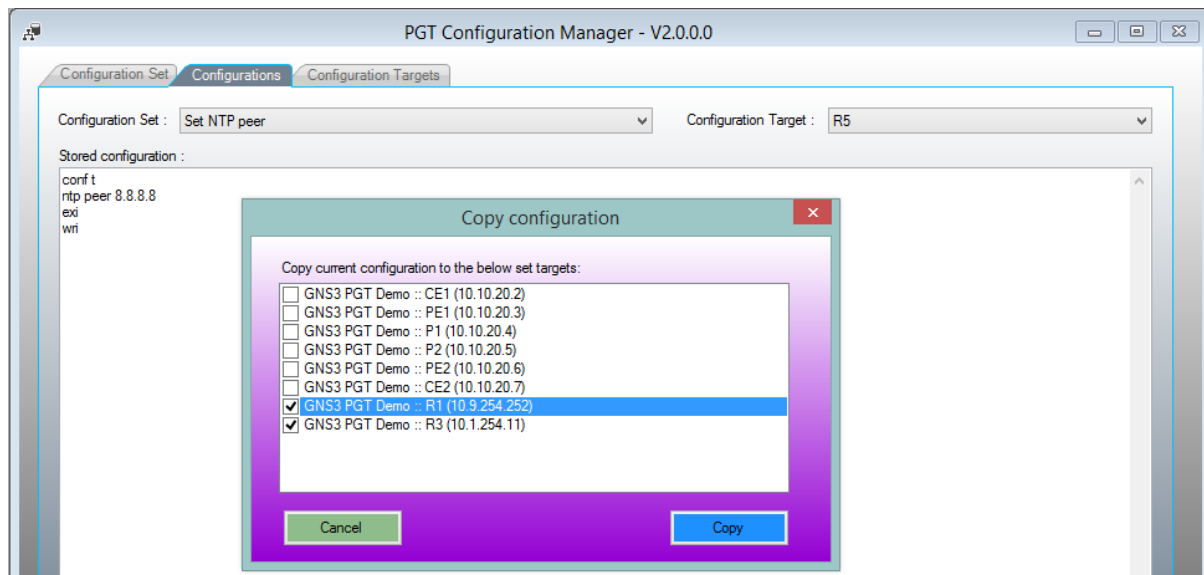 PGT Configuration Manager - V2.0.0.0
Configuration Set Configurations Configuration Targets
Configuration Set : Set NTP peer Configuration Target : R5
Stored configuration :
conf t
ntp peer 8.8.8.8
exi
wri
Copy configuration
Copy current configuration to the below set targets:
GNS3 PGT Demo :: CE1 (10.10.20.2)
GNS3 PGT Demo :: PE1 (10.10.20.3)
GNS3 PGT Demo :: P1 (10.10.20.4)
GNS3 PGT Demo :: P2 (10.10.20.5)
GNS3 PGT Demo :: PE2 (10.10.20.6)
GNS3 PGT Demo :: CE2 (10.10.20.7)
GNS3 PGT Demo :: R1 (10.9.254.252)
GNS3 PGT Demo :: R3 (10.1.254.11)
Cancel Copy